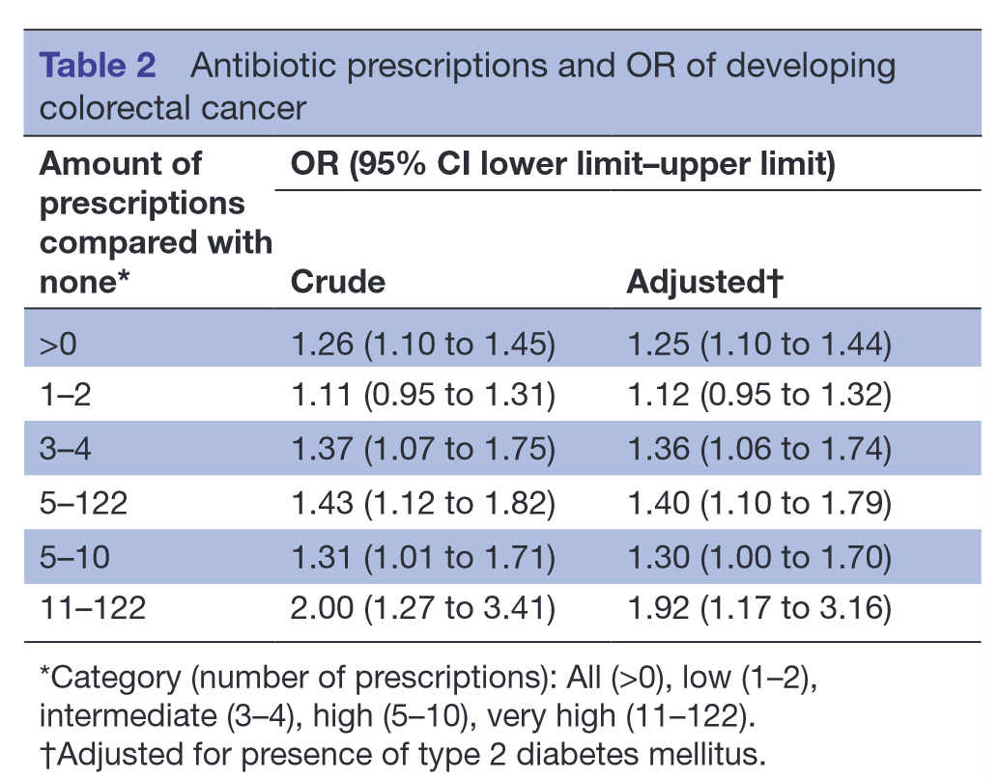 Table 2 Antibiotic prescriptions and OR of developing
colorectal cancer
Amount of
prescriptions
compared with
none*
OR (95% CI lower limit–upper limit)
Crude Adjusted†
>0 1.26 (1.10 to 1.45) 1.25 (1.10 to 1.44)
1–2 1.11 (0.95 to 1.31) 1.12 (0.95 to 1.32)
3–4 1.37 (1.07 to 1.75) 1.36 (1.06 to 1.74)
5–122 1.43 (1.12 to 1.82) 1.40 (1.10 to 1.79)
5–10 1.31 (1.01 to 1.71) 1.30 (1.00 to 1.70)
11–122 2.00 (1.27 to 3.41) 1.92 (1.17 to 3.16)
*Category (number of prescriptions): All (>0), low (1–2),
intermediate (3–4), high (5–10), very high (11–122).
†Adjusted for presence of type 2 diabetes mellitus.